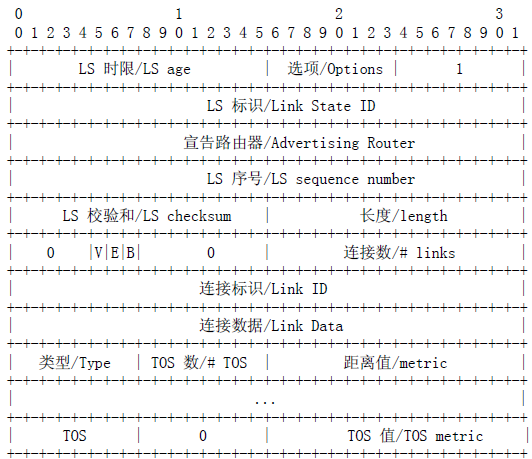 0                   1                   2                   3
0 1 2 3 4 5 6 7 8 9 0 1 2 3 4 5 6 7 8 9 0 1 2 3 4 5 6 7 8 9 0 1
+-+-+-+-+-+-+-+-+-+-+-+-+-+-+-+-+-+-+-+-+-+-+-+-+-+-+-+-+-+-+-+-+
| LS 时限/LS age | 选项/Options | 1 |
+-+-+-+-+-+-+-+-+-+-+-+-+-+-+-+-+-+-+-+-+-+-+-+-+-+-+-+-+-+-+-+-+
| LS 标识/Link State ID |
+-+-+-+-+-+-+-+-+-+-+-+-+-+-+-+-+-+-+-+-+-+-+-+-+-+-+-+-+-+-+-+-+
| 宣告路由器/Advertising Router |
+-+-+-+-+-+-+-+-+-+-+-+-+-+-+-+-+-+-+-+-+-+-+-+-+-+-+-+-+-+-+-+-+
| LS 序号/LS sequence number |
+-+-+-+-+-+-+-+-+-+-+-+-+-+-+-+-+-+-+-+-+-+-+-+-+-+-+-+-+-+-+-+-+
| LS 校验和/LS checksum | 长度/length |
+-+-+-+-+-+-+-+-+-+-+-+-+-+-+-+-+-+-+-+-+-+-+-+-+-+-+-+-+-+-+-+-+
| 0 |V|E|B| 0 | 连接数/# links |
+-+-+-+-+-+-+-+-+-+-+-+-+-+-+-+-+-+-+-+-+-+-+-+-+-+-+-+-+-+-+-+-+
| 连接标识/Link ID |
+-+-+-+-+-+-+-+-+-+-+-+-+-+-+-+-+-+-+-+-+-+-+-+-+-+-+-+-+-+-+-+-+
| 连接数据/Link Data |
+-+-+-+-+-+-+-+-+-+-+-+-+-+-+-+-+-+-+-+-+-+-+-+-+-+-+-+-+-+-+-+-+
| 类型/Type | TOS 数/# TOS | 距离值/metric |
+-+-+-+-+-+-+-+-+-+-+-+-+-+-+-+-+-+-+-+-+-+-+-+-+-+-+-+-+-+-+-+-+
| ... |
+-+-+-+-+-+-+-+-+-+-+-+-+-+-+-+-+-+-+-+-+-+-+-+-+-+-+-+-+-+-+-+-+
| TOS | 0 | TOS 值/TOS metric |
+-+-+-+-+-+-+-+-+-+-+-+-+-+-+-+-+-+-+-+-+-+-+-+-+-+-+-+-+-+-+-+-+